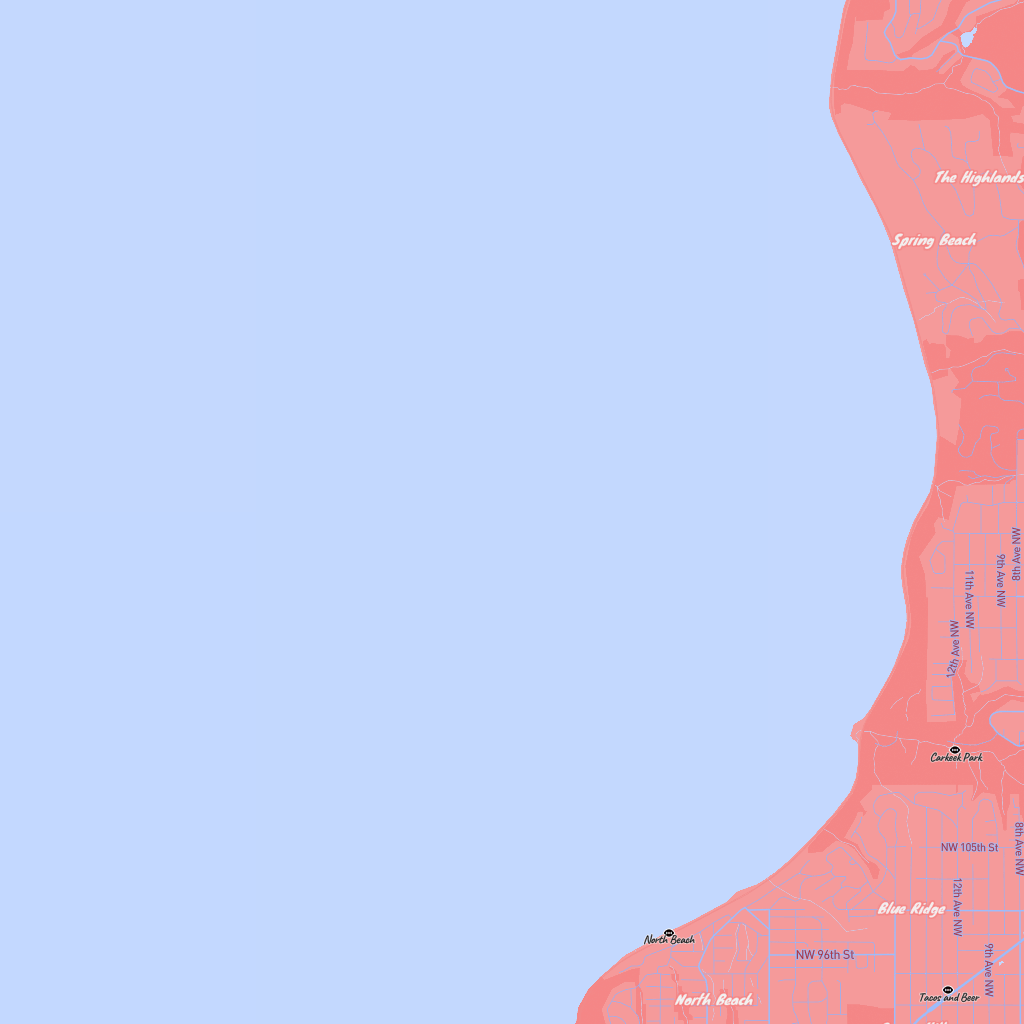 The Highlands
Spring Beach
8th Ave NW
9th Ave NW
11th Ave NW
12th Ave NW
Carkeek Park
8th Ave NW
NW 105th St
12th Ave NW
Blue Ridge
North Beach
9th Ave NW
NW 96th St
Tacos and Beer
North Beach